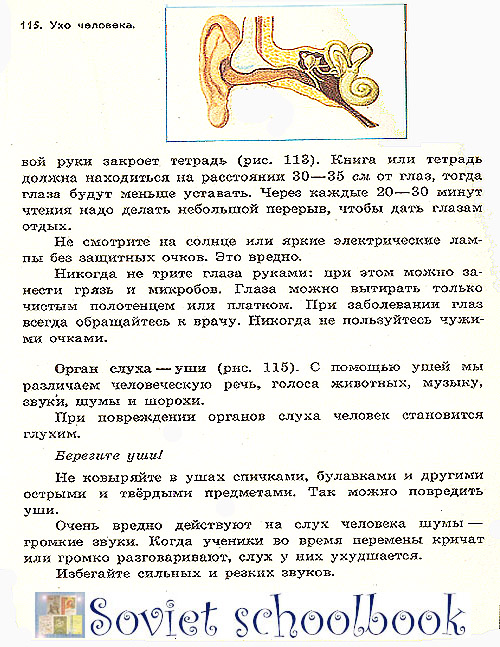 115. Ухо человека.
вой руки закроет тетрадь (рис. 113). Книга или тетрадь
должна находиться на расстоянии 30—35 см от глаз, тогда
глаза будут меньше уставать. Через каждые 20—30 минут
чтения надо делать небольшой перерыв, чтобы дать глазам
отдых.
Не смотрите на солнце или яркие электрические лам-
пы без защитных очков. Это вредно.
Никогда не трите глаза руками: при этом можно за-
нести грязь и микробов. Глаза можно вытирать только
чистым полотенцем или платком. При заболевании глаз
всегда обращайтесь к врачу. Никогда не пользуйтесь чужи-
ми очками.
Орган слуха — уши (рис. 115). С помощью ушей мы
различаем человеческую речь, голоса животных, музыку,
звуки, шумы и шорохи.
При повреждении органов слуха человек становится
глухим.
Берегите уши!
Не ковыряйте в ушах спичками, булавками и другими
острыми и твёрдыми предметами. Так можно повредить
уши.
Очень вредно действуют на слух человека шумы —
громкие звуки. Когда ученики во время перемены кричат
или громко разговаривают, слух у них ухудшается.
Избегайте сильных и резких звуков.
Soviet schoolbook